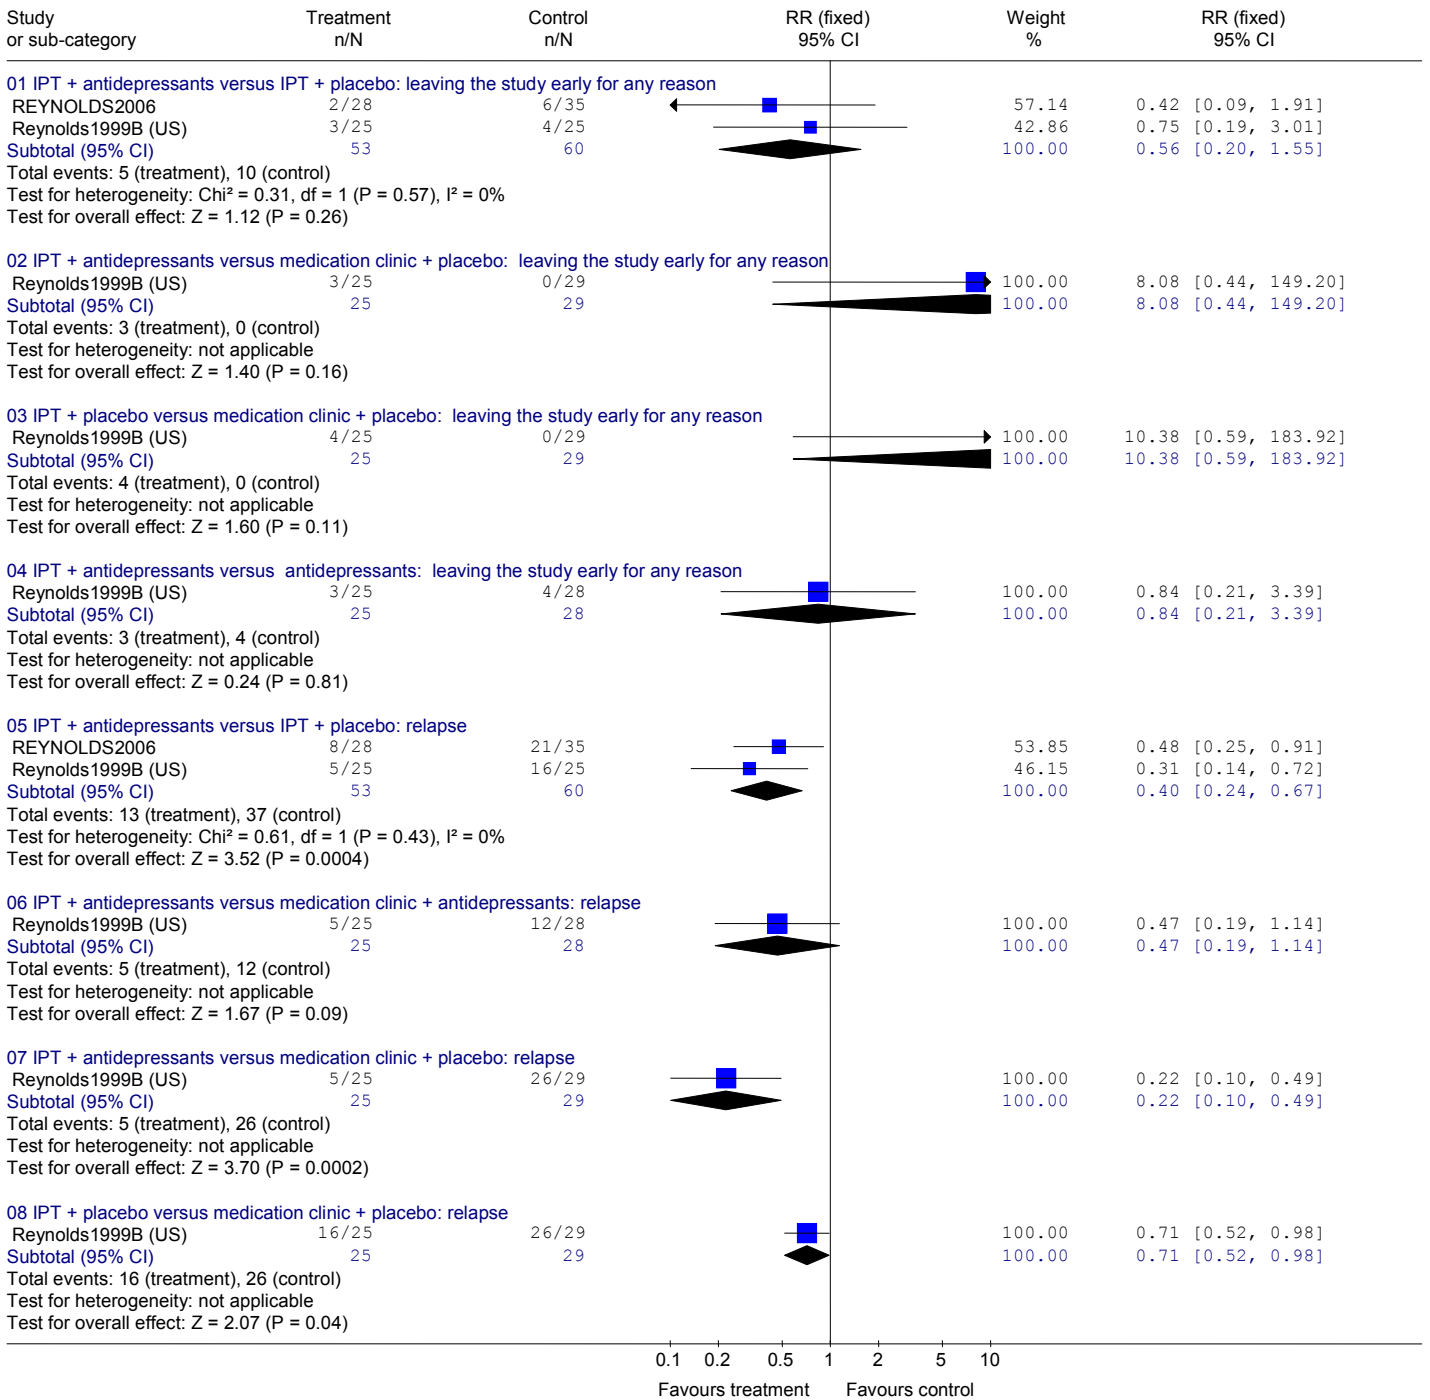 Study Treatment Control RR (fixed) Weight RR (fixed)
or sub-category n/N n/N 95% CI % 95% CI
01 IPT + antidepressants versus IPT + placebo: leaving the study early for any reason
REYNOLDS2006 2/28 6/35 57.14 0.42 [0.09, 1.91]
Reynolds1999B (US) 3/25 4/25 42.86 0.75 [0.19, 3.01]
Subtotal (95% CI) 53 60 100.00 0.56 [0.20, 1.55]
Total events: 5 (treatment), 10 (control)
Test for heterogeneity: Chi² = 0.31, df = 1 (P = 0.57), I² = 0%
Test for overall effect: Z = 1.12 (P = 0.26)
02 IPT + antidepressants versus medication clinic + placebo: leaving the study early for any reason
Reynolds1999B (US) 3/25 0/29 100.00 8.08 [0.44, 149.20]
Subtotal (95% CI) 25 29 100.00 8.08 [0.44, 149.20]
Total events: 3 (treatment), 0 (control)
Test for heterogeneity: not applicable
Test for overall effect: Z = 1.40 (P = 0.16)
03 IPT + placebo versus medication clinic + placebo: leaving the study early for any reason
Reynolds1999B (US) 4/25 0/29 100.00 10.38 [0.59, 183.92]
Subtotal (95% CI) 25 29 100.00 10.38 [0.59, 183.92]
Total events: 4 (treatment), 0 (control)
Test for heterogeneity: not applicable
Test for overall effect: Z = 1.60 (P = 0.11)
04 IPT + antidepressants versus antidepressants: leaving the study early for any reason
Reynolds1999B (US) 3/25 4/28 100.00 0.84 [0.21, 3.39]
Subtotal (95% CI) 25 28 100.00 0.84 [0.21, 3.39]
Total events: 3 (treatment), 4 (control)
Test for heterogeneity: not applicable
Test for overall effect: Z = 0.24 (P = 0.81)
05 IPT + antidepressants versus IPT + placebo: relapse
REYNOLDS2006 8/28 21/35 53.85 0.48 [0.25, 0.91]
Reynolds1999B (US) 5/25 16/25 46.15 0.31 [0.14, 0.72]
Subtotal (95% CI) 53 60 100.00 0.40 [0.24, 0.67]
Total events: 13 (treatment), 37 (control)
Test for heterogeneity: Chi² = 0.61, df = 1 (P = 0.43), I² = 0%
Test for overall effect: Z = 3.52 (P = 0.0004)
06 IPT + antidepressants versus medication clinic + antidepressants: relapse
Reynolds1999B (US) 5/25 12/28 100.00 0.47 [0.19, 1.14]
Subtotal (95% CI) 25 28 100.00 0.47 [0.19, 1.14]
Total events: 5 (treatment), 12 (control)
Test for heterogeneity: not applicable
Test for overall effect: Z = 1.67 (P = 0.09)
07 IPT + antidepressants versus medication clinic + placebo: relapse
Reynolds1999B (US) 5/25 26/29 100.00 0.22 [0.10, 0.49]
Subtotal (95% CI) 25 29 100.00 0.22 [0.10, 0.49]
Total events: 5 (treatment), 26 (control)
Test for heterogeneity: not applicable
Test for overall effect: Z = 3.70 (P = 0.0002)
08 IPT + placebo versus medication clinic + placebo: relapse
Reynolds1999B (US) 16/25 26/29 100.00 0.71 [0.52, 0.98]
Subtotal (95% CI) 25 29 100.00 0.71 [0.52, 0.98]
Total events: 16 (treatment), 26 (control)
Test for heterogeneity: not applicable
Test for overall effect: Z = 2.07 (P = 0.04)
0.1 0.2 0.5 1 2 5 10
Favours treatment Favours control